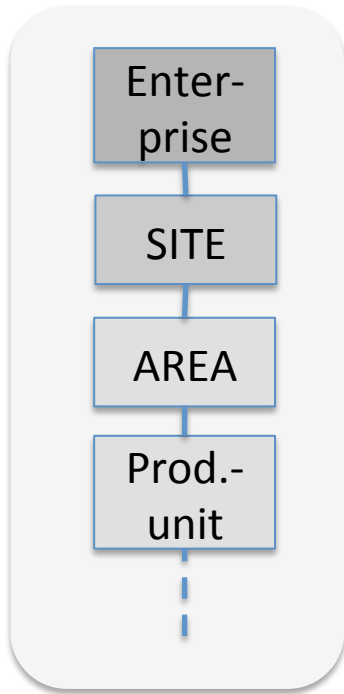 Enter-
prise
SITE
AREA
Prod.-
unit